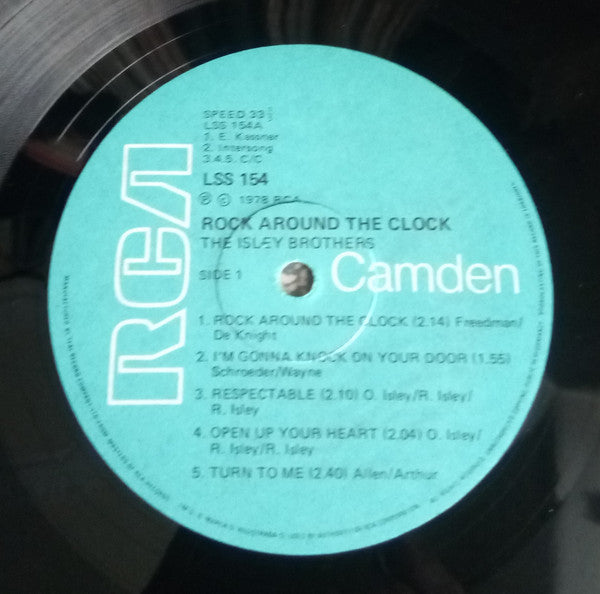 SPEED 33⅓
LSS 154A
1. E. Kassner
2. Intersong
3.4.5. C/C
LSS 154
Ⓟ © 1978 RCA
ROCK AROUND THE CLOCK
THE ISLEY BROTHERS
SIDE 1
RCA
Camden
1. ROCK AROUND THE CLOCK (2.14) Freedman/
De Knight
2. I'M GONNA KNOCK ON YOUR DOOR (1.55)
Schroeder/Wayne
3. RESPECTABLE (2.10) O. Isley/R. Isley/
R. Isley
4. OPEN UP YOUR HEART (2.04) O. Isley/
R. Isley/R. Isley
5. TURN TO ME (2.40) Allen/Arthur